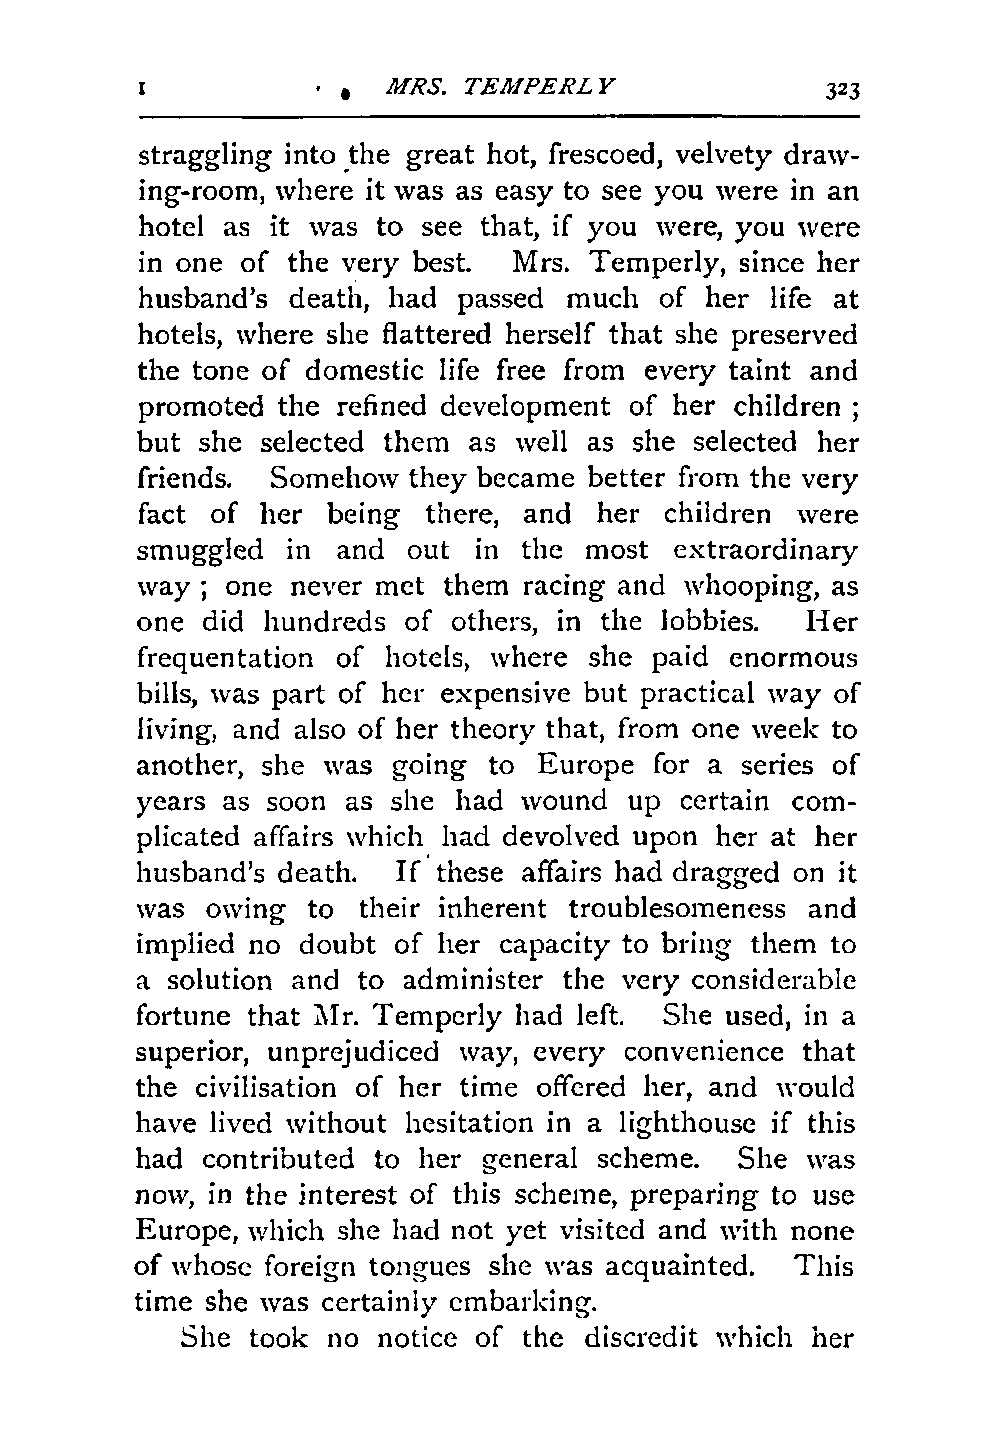 I MRS. TEMPERLY 323
straggling into the great hot, frescoed, velvety draw-
ing-room, where it was as easy to see you were in an
hotel as it was to see that, if you were, you were
in one of the very best. Mrs. Temperly, since her
husband's death, had passed much of her life at
hotels, where she flattered herself that she preserved
the tone of domestic life free from every taint and
promoted the refined development of her children ;
but she selected them as well as she selected her
friends. Somehow they became better from the very
fact of her being there, and her children were
smuggled in and out in the most extraordinary
way ; one never met them racing and whooping, as
one did hundreds of others, in the lobbies. Her
frequentation of hotels, where she paid enormous
bills, was part of her expensive but practical way of
living, and also of her theory that, from one week to
another, she was going to Europe for a series of
years as soon as she had wound up certain com-
plicated affairs which had devolved upon her at her
husband's death. If these affairs had dragged on it
was owing to their inherent troublesomeness and
implied no doubt of her capacity to bring them to
a solution and to administer the very considerable
fortune that Mr. Temperly had left. She used, in a
superior, unprejudiced way, every convenience that
the civilisation of her time offered her, and would
have lived without hesitation in a lighthouse if this
had contributed to her general scheme. She was
now, in the interest of this scheme, preparing to use
Europe, which she had not yet visited and with none
of whose foreign tongues she was acquainted. This
time she was certainly embarking.
She took no notice of the discredit which her